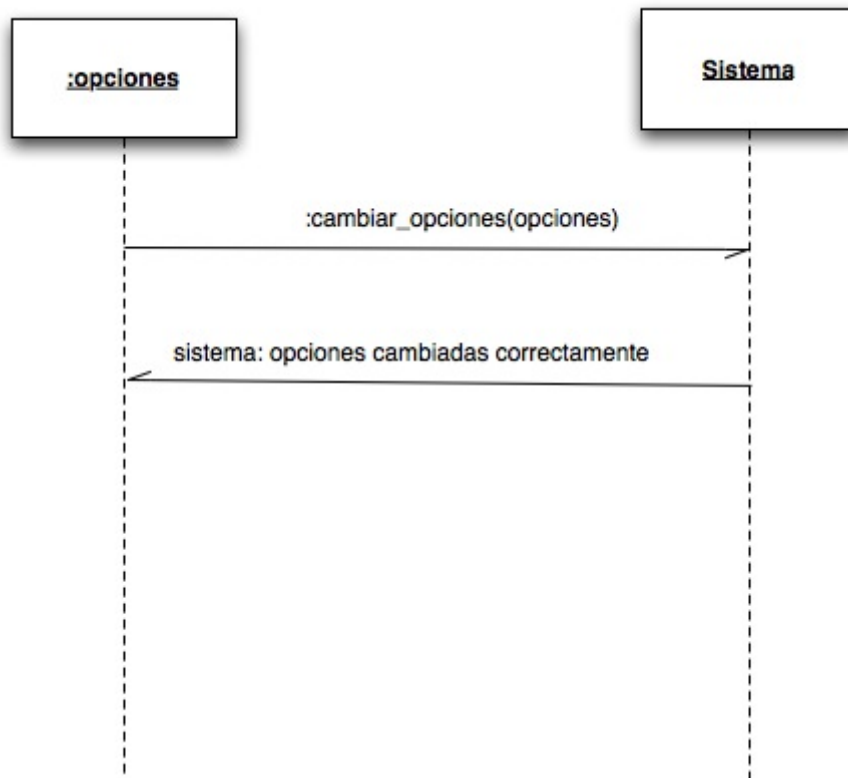 :opciones
Sistema
:cambiar_opciones(opciones)
sistema: opciones cambiadas correctamente